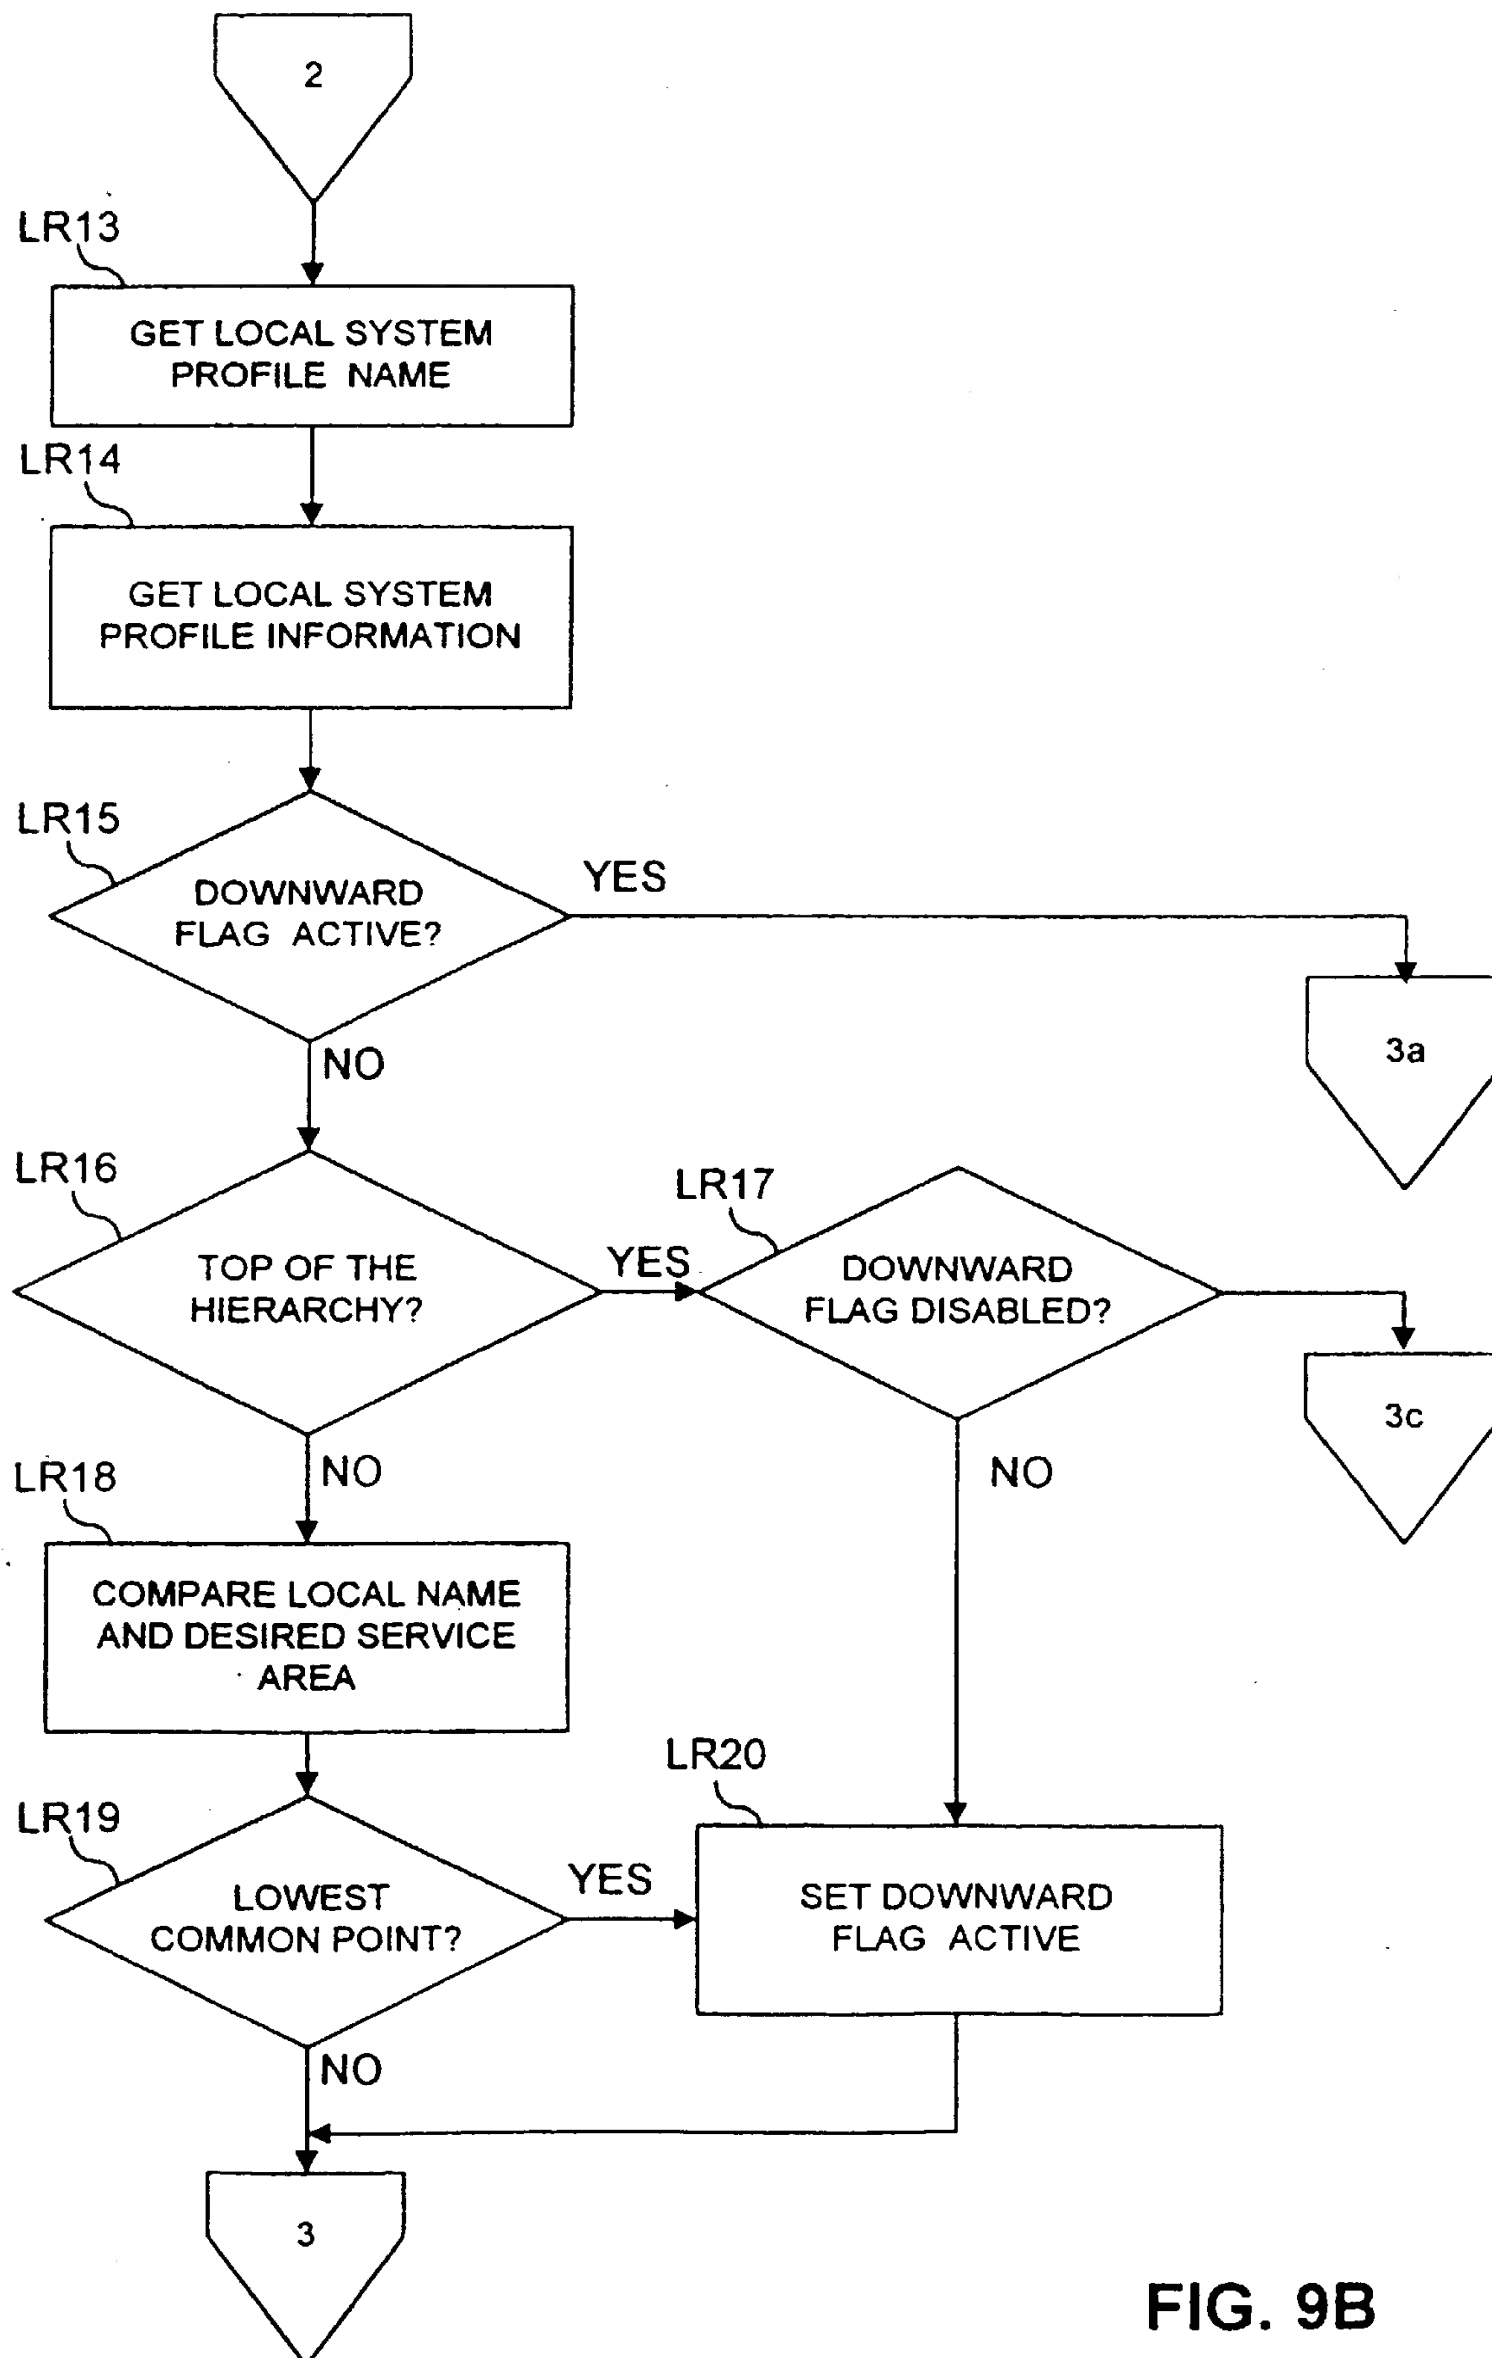 2
LR13
GET LOCAL SYSTEM
PROFILE NAME
LR14
GET LOCAL SYSTEM
PROFILE INFORMATION
LR15
DOWNWARD
FLAG ACTIVE?
YES
3a
NO
LR16
TOP OF THE
HIERARCHY?
YES
LR17
DOWNWARD
FLAG DISABLED?
3c
NO
NO
LR18
COMPARE LOCAL NAME
AND DESIRED SERVICE
AREA
LR19
LOWEST
COMMON POINT?
YES
LR20
SET DOWNWARD
FLAG ACTIVE
NO
3
FIG. 9B